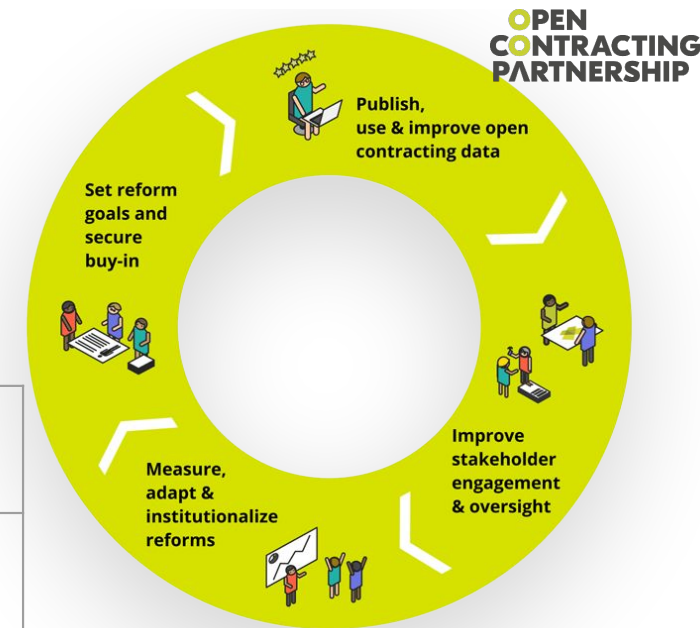 OPEN
CONTRACTING
PARTNERSHIP
Publish,
use & improve open
contracting data
Set reform
goals and
secure
buy-in
Improve
stakeholder
engagement
& oversight
Measure,
adapt &
institutionalize
reforms